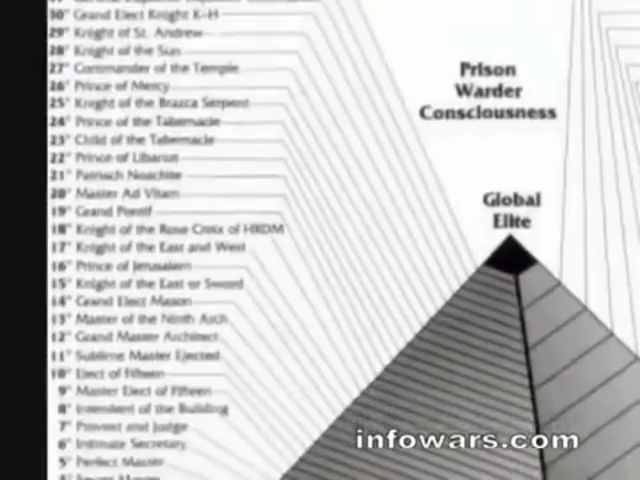 30° Grand Elect Knight K-H
29° Knight of St. Andrew
28° Knight of the Sun
27° Commander of the Temple
26° Prince of Mercy
25° Knight of the Brazca Serpent
24° Prince of the Tabernacle
23° Child of the Tabernacle
22° Prince of Libanus
21° Patriach Noachite
20° Master Ad Vitam
19° Grand Pontif
18° Knight of the Rose Croix of HRDM
17° Knight of the East and West
16° Prince of Jerusalem
15° Knight of the East or Sword
14° Grand Elect Mason
13° Master of the Ninth Arch
12° Grand Master Architect
11° Sublime Master Ejected
10° Elect of Fifteen
9° Master Elect of Fifteen
8° Intendent of the Building
7° Provost and Judge
6° Intimate Secretary
5° Perfect Master
Prison
Warder
Consciousness
Global
Elite
infowars.com